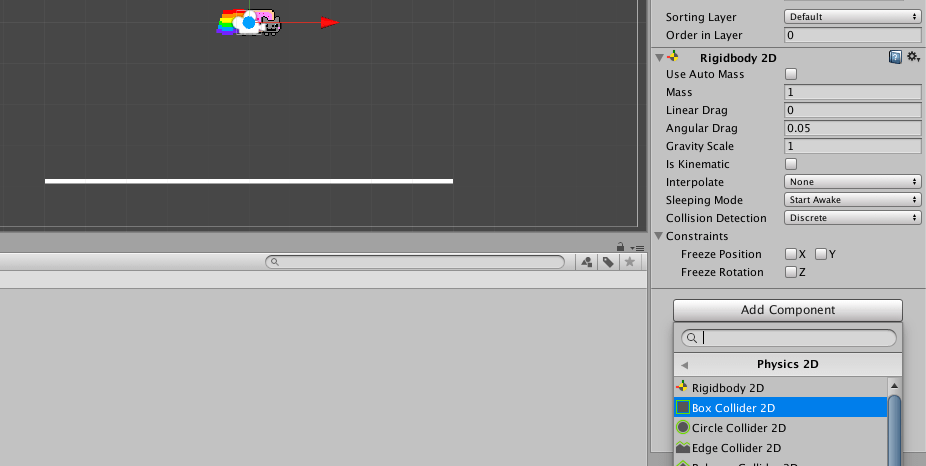 Sorting Layer Default
Order in Layer 0
Rigidbody 2D
Use Auto Mass
Mass 1
Linear Drag 0
Angular Drag 0.05
Gravity Scale 1
Is Kinematic
Interpolate None
Sleeping Mode Start Awake
Collision Detection Discrete
Constraints
Freeze Position X Y
Freeze Rotation Z
Add Component
Physics 2D
Rigidbody 2D
Box Collider 2D
Circle Collider 2D
Edge Collider 2D